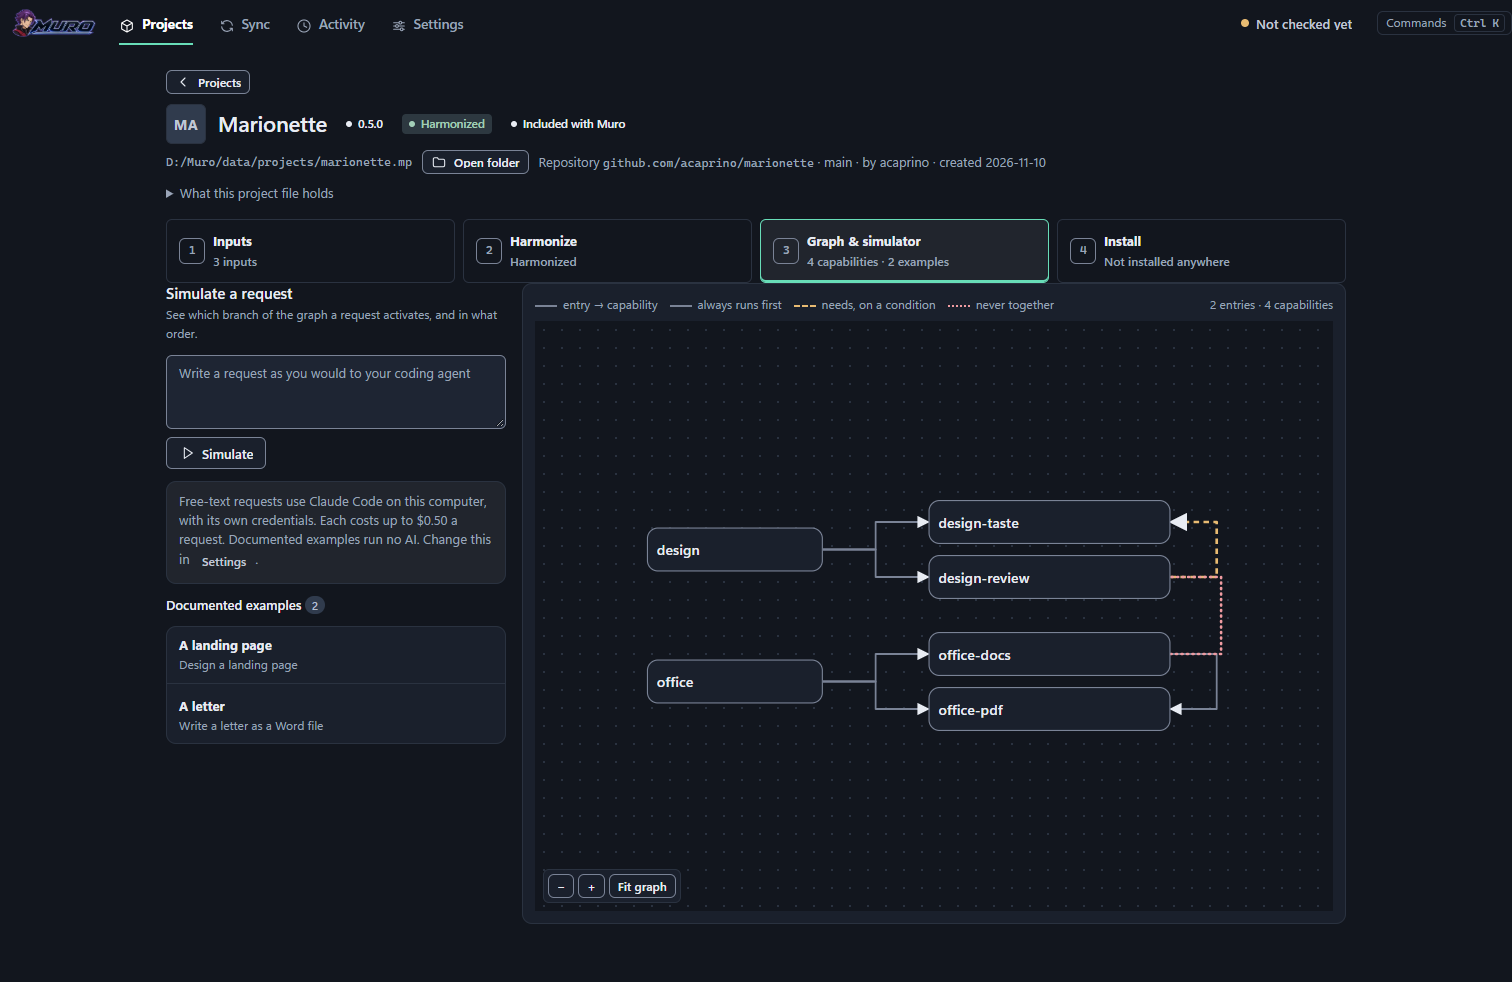 MURO
Projects
Sync
Activity
Settings
Not checked yet
Commands Ctrl K
Projects
MA
Marionette
0.5.0
Harmonized
Included with Muro
D:/Muro/data/projects/marionette.mp
Open folder
Repository github.com/acaprino/marionette · main · by acaprino · created 2026-11-10
What this project file holds
1
Inputs
3 inputs
2
Harmonize
Harmonized
3
Graph & simulator
4 capabilities · 2 examples
4
Install
Not installed anywhere
Simulate a request
See which branch of the graph a request activates, and in what
order.
Write a request as you would to your coding agent
Simulate
Free-text requests use Claude Code on this computer,
with its own credentials. Each costs up to $0.50 a
request. Documented examples run no AI. Change this
in Settings .
Documented examples 2
A landing page
Design a landing page
A letter
Write a letter as a Word file
entry → capability
always runs first
needs, on a condition
never together
2 entries · 4 capabilities
design
design-taste
design-review
office
office-docs
office-pdf
−
+
Fit graph